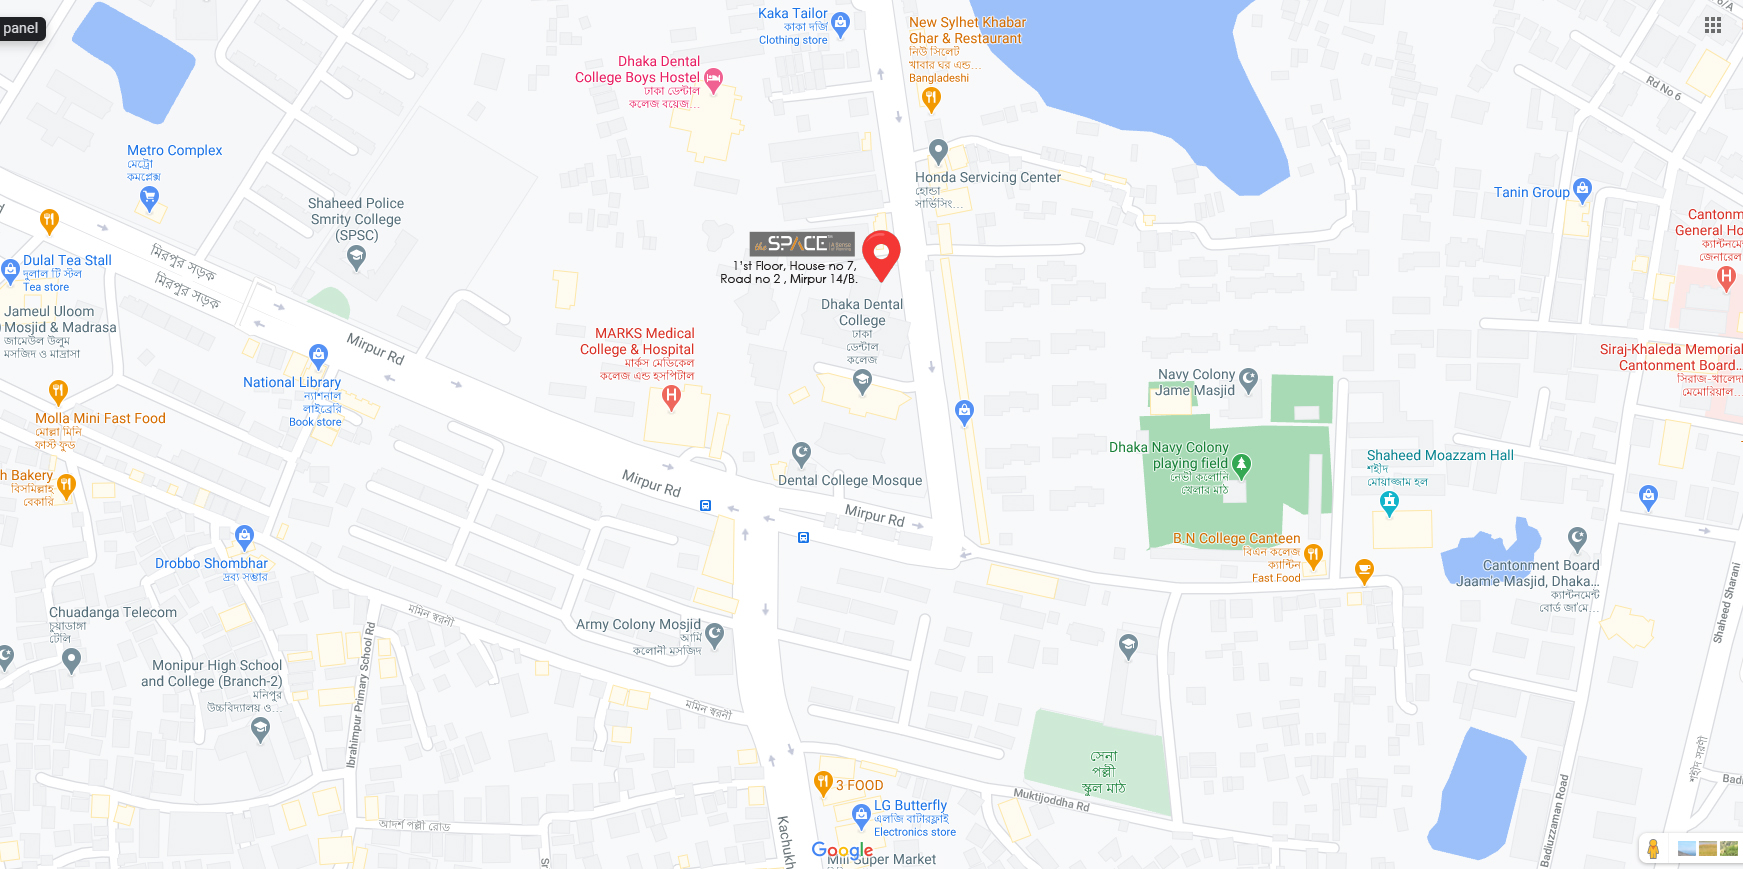 panel
Kaka Tailor
কাকা দর্জি
Clothing store
New Sylhet Khabar
Ghar & Restaurant
নিউ সিলেট
খাবার ঘর এন্ড...
Bangladeshi
Dhaka Dental
College Boys Hostel
ঢাকা ডেন্টাল
কলেজ বয়েজ...
Rd No 6
Metro Complex
মেট্রো
কমপ্লেক্স
Honda Servicing Center
হোন্ডা
সার্ভিসিং...
Tanin Group
Shaheed Police
Smrity College
(SPSC)
Cantonm
General Ho
ক্যান্টনমে
জেনারেল
মিরপুর সড়ক
মিরপুর সড়ক
the SPACE
1'st Floor, House no 7,
Road no 2 , Mirpur 14/B.
Dulal Tea Stall
দুলাল টি স্টল
Tea store
Jameul Uloom
Mosjid & Madrasa
জামেউল উলুম
মসজিদ ও মাদ্রাসা
Dhaka Dental
College
ঢাকা
ডেন্টাল
কলেজ
Mirpur Rd
MARKS Medical
College & Hospital
মার্কস মেডিকেল
কলেজ এন্ড হসপিটাল
Siraj-Khaleda Memorial
Cantonment Board...
সিরাজ-খালেদা
মেমোরিয়াল...
National Library
ন্যাশনাল
লাইব্রেরি
Book store
Navy Colony
Jame Masjid
Molla Mini Fast Food
মোল্লা মিনি
ফাস্ট ফুড
Dhaka Navy Colony
playing field
নেভী কলোনি
খেলার মাঠ
Shaheed Moazzam Hall
শহীদ
মোয়াজ্জাম হল
h Bakery
বিসমিল্লাহ
বেকারি
Mirpur Rd
Dental College Mosque
Mirpur Rd
B.N College Canteen
বিএন কলেজ
ক্যান্টিন
Fast Food
Drobbo Shombhar
দ্রব্য সম্ভার
Cantonment Board
Jaame Masjid, Dhaka...
ক্যান্টনমেন্ট
বোর্ড জা'মে...
Shaheed Sharani
Chuadanga Telecom
চুয়াডাঙ্গা
টেলি
মামিন স্বরনী
Army Colony Mosjid
আর্মি
কলোনী মসজিদ
Ibrahimpur Primary School Rd
Monipur High School
and College (Branch-2)
মনিপুর
উচ্চবিদ্যালয় ও...
মামিন স্বরনী
সেনা
পল্লী
স্কুল মাঠ
শহীদ সরণী
3 FOOD
Muktijoddha Rd
Badi
LG Butterfly
এলজি বাটারফ্লাই
Electronics store
আদর্শ পল্লী রোড
Kachukh
Badiuzzaman Road
Google
Mili Super Market